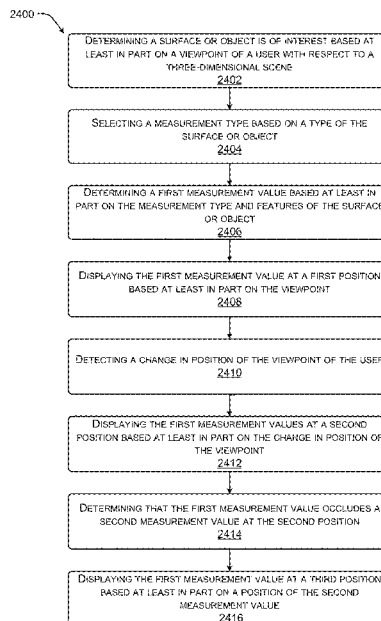 2400
DETERMINING A SURFACE OR OBJECT IS OF INTEREST BASED AT
LEAST IN PART ON A VIEWPOINT OF A USER WITH RESPECT TO A
THREE-DIMENSIONAL SCENE
2402
SELECTING A MEASUREMENT TYPE BASED ON A TYPE OF THE
SURFACE OR OBJECT
2404
DETERMINING A FIRST MEASUREMENT VALUE BASED AT LEAST IN
PART ON THE MEASUREMENT TYPE AND FEATURES OF THE SURFACE
OR OBJECT
2406
DISPLAYING THE FIRST MEASUREMENT VALUE AT A FIRST POSITION
BASED AT LEAST IN PART ON THE VIEWPOINT
2408
DETECTING A CHANGE IN POSITION OF THE VIEWPOINT OF THE USER
2410
DISPLAYING THE FIRST MEASUREMENT VALUES AT A SECOND
POSITION BASED AT LEAST IN PART ON THE CHANGE IN POSITION OF
THE VIEWPOINT
2412
DETERMINING THAT THE FIRST MEASUREMENT VALUE OCCLUDES A
SECOND MEASUREMENT VALUE AT THE SECOND POSITION
2414
DISPLAYING THE FIRST MEASUREMENT VALUE AT A THIRD POSITION
BASED AT LEAST IN PART ON A POSITION OF THE SECOND
MEASUREMENT VALUE
2416